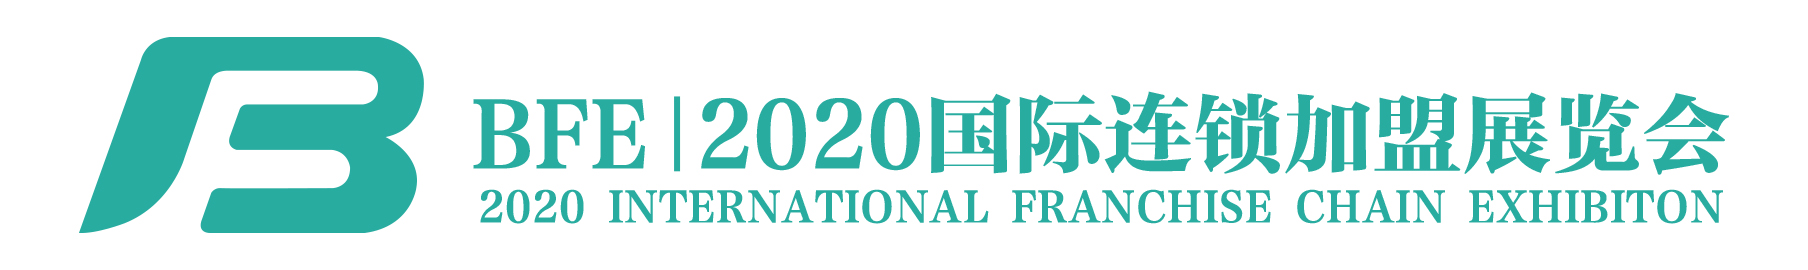 BFE | 2020国际连锁加盟展览会
2020 INTERNATIONAL FRANCHISE CHAIN EXHIBITON